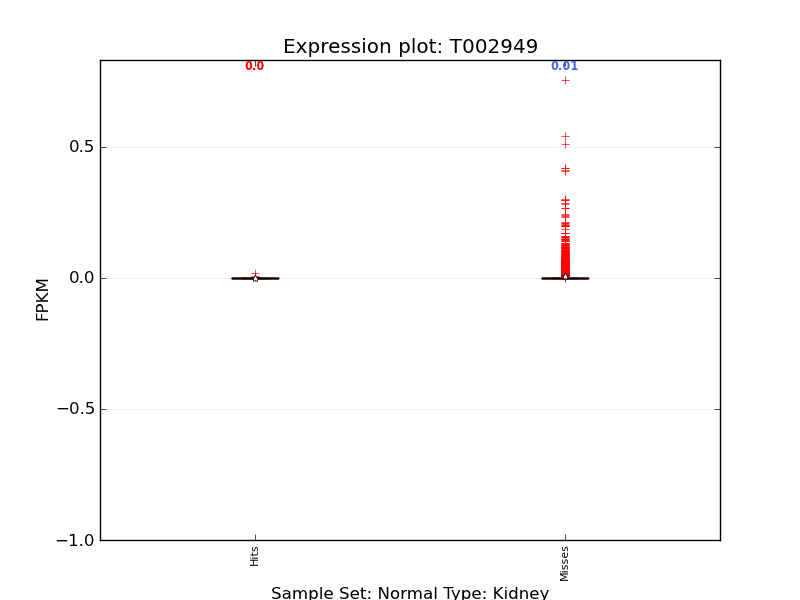 Expression plot: T002949
0.0
0.01
0.5
0.0
−0.5
−1.0
FPKM
Hits
Misses
Sample Set: Normal Type: Kidney